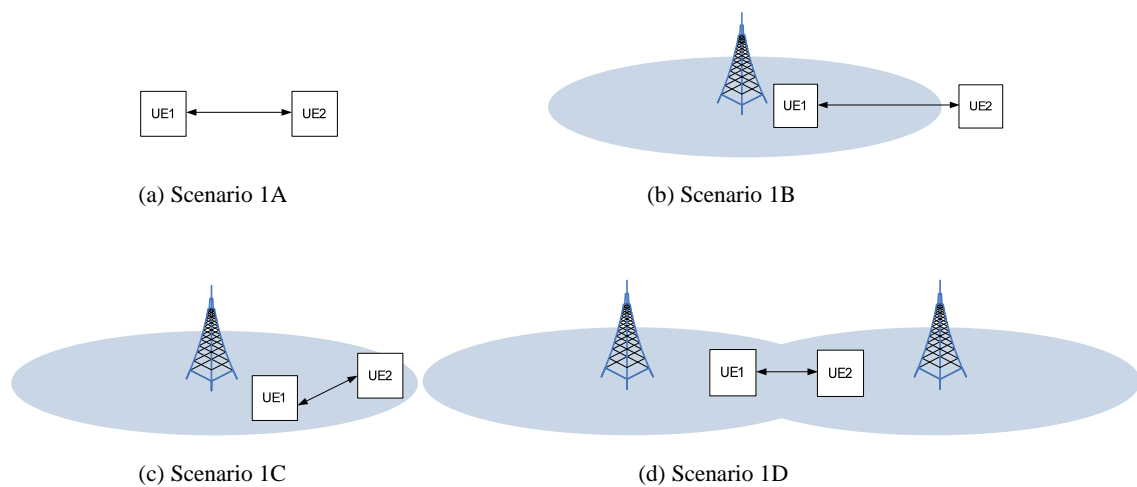 UE1
UE2
(a) Scenario 1A
UE1
UE2
(b) Scenario 1B
UE1
UE2
(c) Scenario 1C
UE1
UE2
(d) Scenario 1D